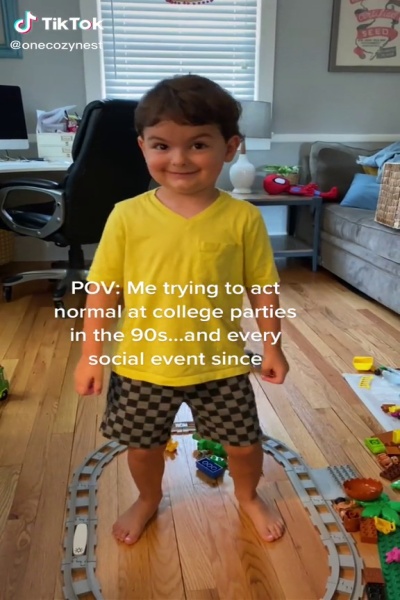 TikTok
@onecozynest
POV: Me trying to act
normal at college parties
in the 90s...and every
social event since